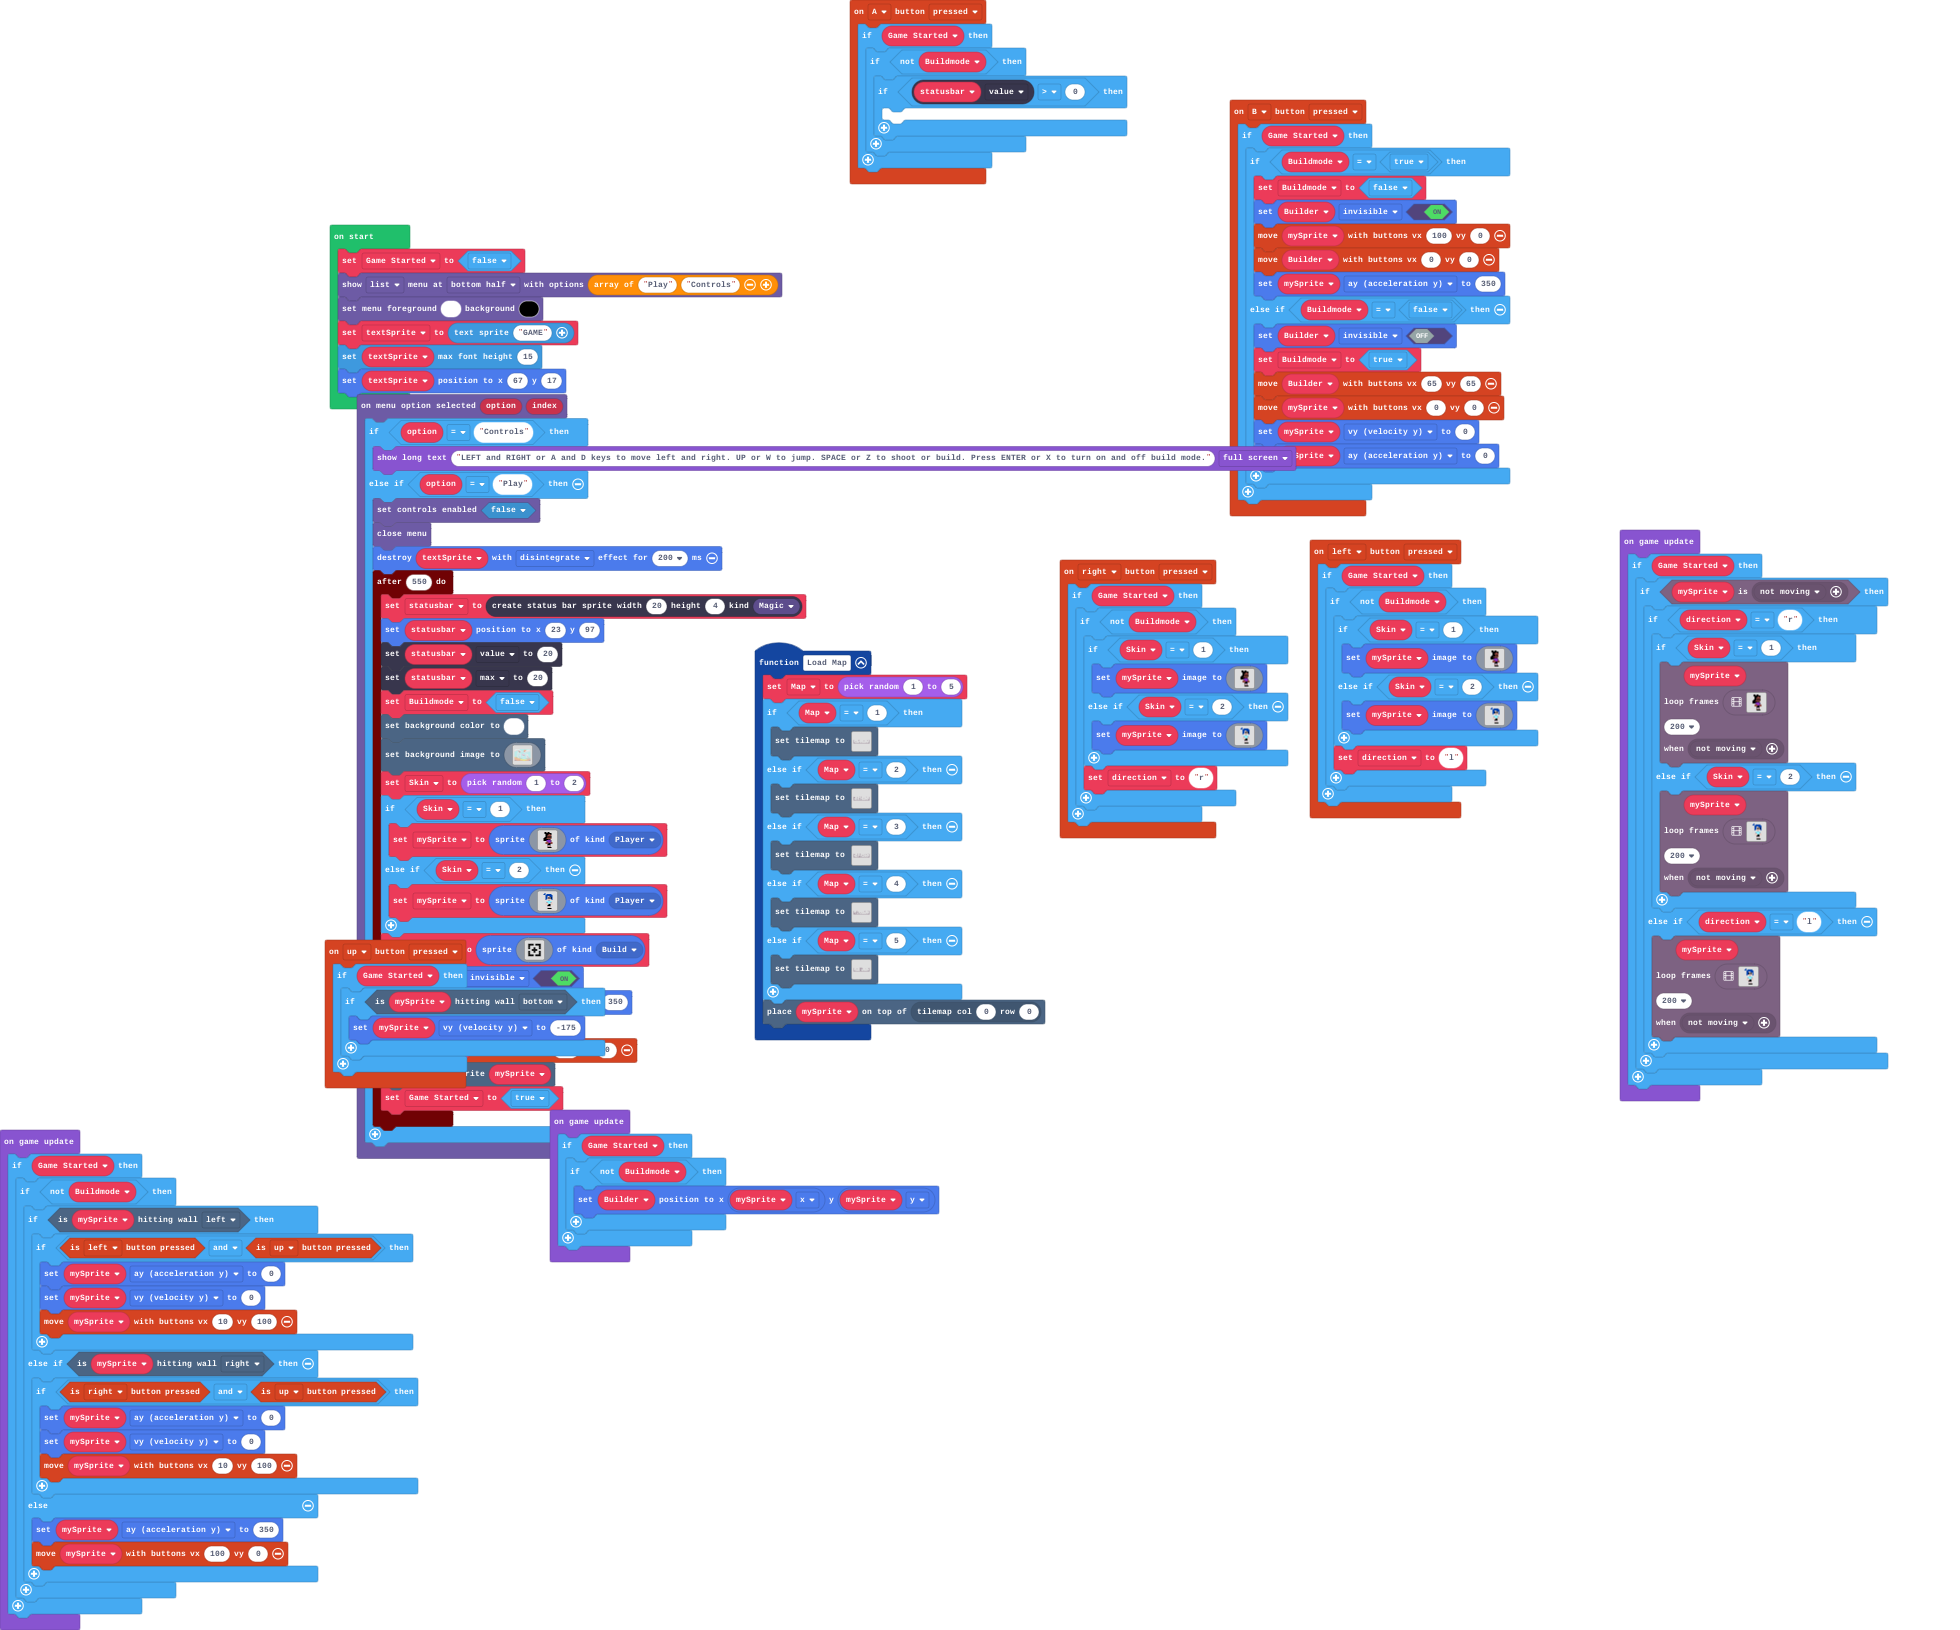 on A button pressed
if Game Started then
if not Buildmode then
if statusbar value > 0 then
on B button pressed
if Game Started then
if Buildmode = true then
set Buildmode to false
set Builder invisible ON
move mySprite with buttons vx 100 vy 0
move Builder with buttons vx 0 vy 0
set mySprite ay (acceleration y) to 350
else if Buildmode = false then
set Builder invisible OFF
set Buildmode to true
move Builder with buttons vx 65 vy 65
move mySprite with buttons vx 0 vy 0
set mySprite vy (velocity y) to 0
Sprite ay (acceleration y) to 0
on start
set Game Started to false
show list menu at bottom half with options array of "Play" "Controls"
set menu foreground background
set textSprite to text sprite "GAME"
set textSprite max font height 15
set textSprite position to x 67 y 17
on menu option selected option index
if option = "Controls" then
show long text "LEFT and RIGHT or A and D keys to move left and right. UP or W to jump. SPACE or Z to shoot or build. Press ENTER or X to turn on and off build mode." full screen
else if option = "Play" then
set controls enabled false
close menu
destroy textSprite with disintegrate effect for 200 ms
after 550 do
set statusbar to create status bar sprite width 20 height 4 kind Magic
set statusbar position to x 23 y 97
set statusbar value to 20
set statusbar max to 20
set Buildmode to false
set background color to
set background image to
set Skin to pick random 1 to 2
if Skin = 1 then
set mySprite to sprite of kind Player
else if Skin = 2 then
set mySprite to sprite of kind Player
sprite of kind Build
invisible ON
350
0
mySprite
set Game Started to true
on up button pressed
if Game Started then
if is mySprite hitting wall bottom then
set mySprite vy (velocity y) to -175
function Load Map
set Map to pick random 1 to 5
if Map = 1 then
set tilemap to
else if Map = 2 then
set tilemap to
else if Map = 3 then
set tilemap to
else if Map = 4 then
set tilemap to
else if Map = 5 then
set tilemap to
place mySprite on top of tilemap col 0 row 0
on right button pressed
if Game Started then
if not Buildmode then
if Skin = 1 then
set mySprite image to
else if Skin = 2 then
set mySprite image to
set direction to "r"
on left button pressed
if Game Started then
if not Buildmode then
if Skin = 1 then
set mySprite image to
else if Skin = 2 then
set mySprite image to
set direction to "l"
on game update
if Game Started then
if mySprite is not moving then
if direction = "r" then
if Skin = 1 then
mySprite
loop frames
200
when not moving
else if Skin = 2 then
mySprite
loop frames
200
when not moving
else if direction = "l" then
mySprite
loop frames
200
when not moving
on game update
if Game Started then
if not Buildmode then
set Builder position to x mySprite x y mySprite y
on game update
if Game Started then
if not Buildmode then
if is mySprite hitting wall left then
if is left button pressed and is up button pressed then
set mySprite ay (acceleration y) to 0
set mySprite vy (velocity y) to 0
move mySprite with buttons vx 10 vy 100
else if is mySprite hitting wall right then
if is right button pressed and is up button pressed then
set mySprite ay (acceleration y) to 0
set mySprite vy (velocity y) to 0
move mySprite with buttons vx 10 vy 100
else
set mySprite ay (acceleration y) to 350
move mySprite with buttons vx 100 vy 0